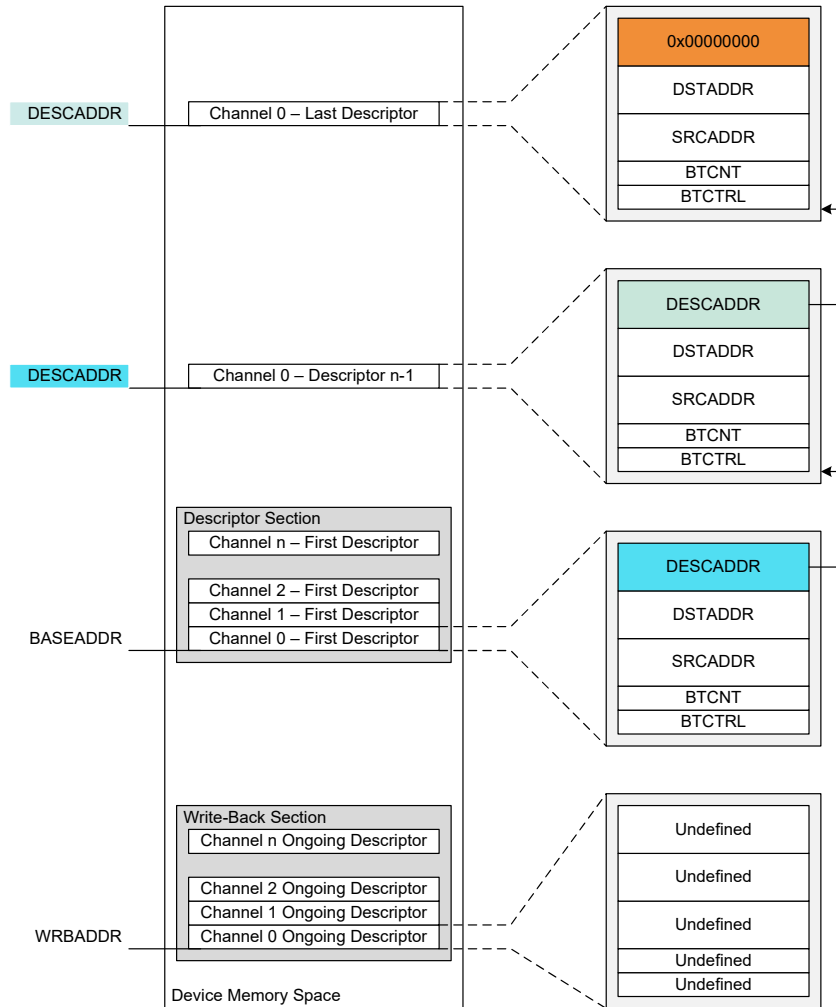 0x00000000
DSTADDR
DESCADDR
Channel 0 – Last Descriptor
SRCADDR
BTCNT
BTCTRL
DESCADDR
DSTADDR
DESCADDR
Channel 0 – Descriptor n-1
SRCADDR
BTCNT
BTCTRL
Descriptor Section
Channel n – First Descriptor
DESCADDR
Channel 2 – First Descriptor
Channel 1 – First Descriptor
DSTADDR
BASEADDR
Channel 0 – First Descriptor
SRCADDR
BTCNT
BTCTRL
Write-Back Section
Channel n Ongoing Descriptor
Undefined
Channel 2 Ongoing Descriptor
Undefined
Channel 1 Ongoing Descriptor
Undefined
WRBADDR
Channel 0 Ongoing Descriptor
Undefined
Undefined
Device Memory Space